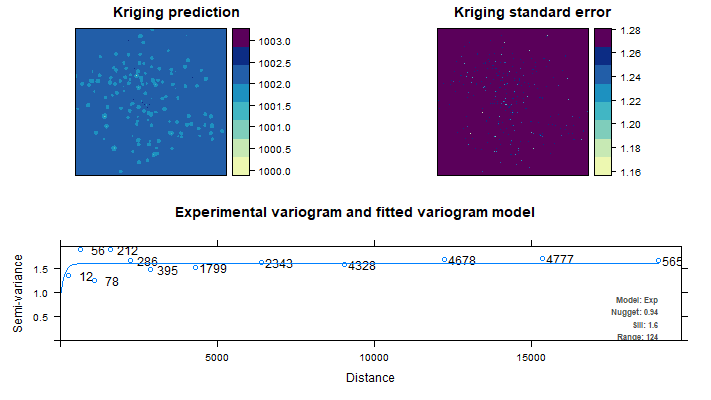 Kriging prediction
1003.0
1002.5
1002.0
1001.5
1001.0
1000.5
1000.0
Kriging standard error
1.28
1.26
1.24
1.22
1.20
1.18
1.16
Experimental variogram and fitted variogram model
Semi-variance
1.5
1.0
0.5
56 212
12 78 286 395 1799 2343 4328 4678 4777 565
Model: Exp
Nugget: 0.94
Sill: 1.6
Range: 124
5000 10000 15000
Distance